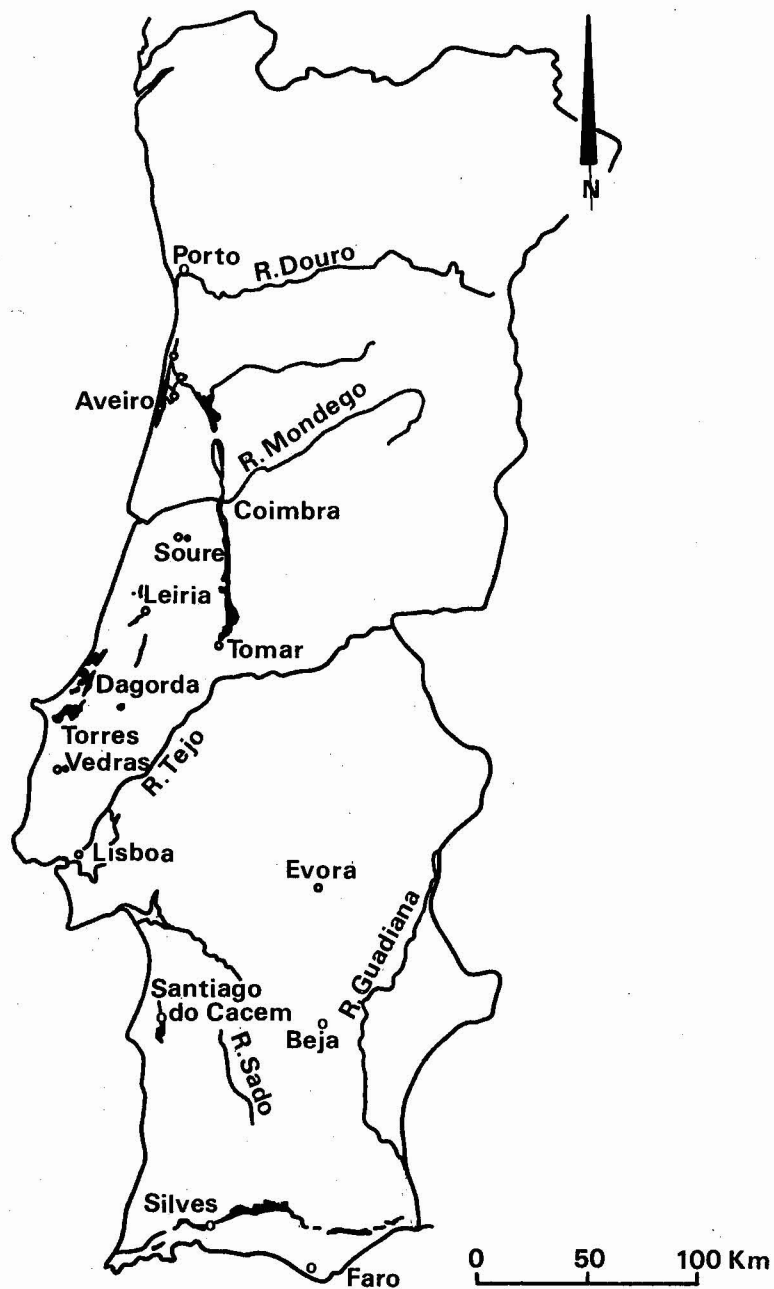 N
Porto
R.Douro
Aveiro
R.Mondego
Coimbra
Soure
Leiria
Tomar
Dagorda
Torres
Vedras
R.Tejo
Lisboa
Evora
R.Guadiana
Santiago
do Cacem
Beja
R.Sado
Silves
Faro
0 50 100 Km